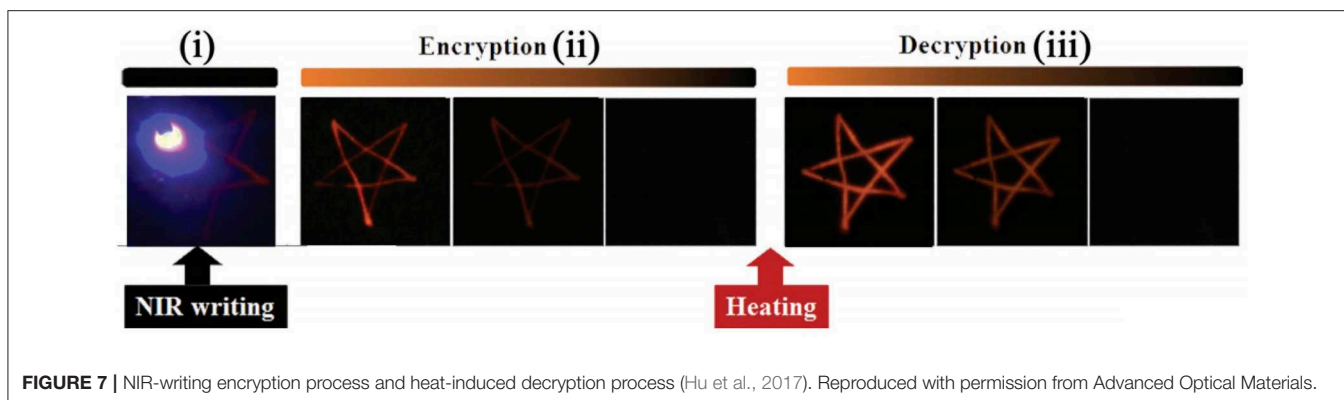 (i)
Encryption (ii)
Decryption (iii)
NIR writing
Heating
FIGURE 7 | NIR-writing encryption process and heat-induced decryption process (Hu et al., 2017). Reproduced with permission from Advanced Optical Materials.